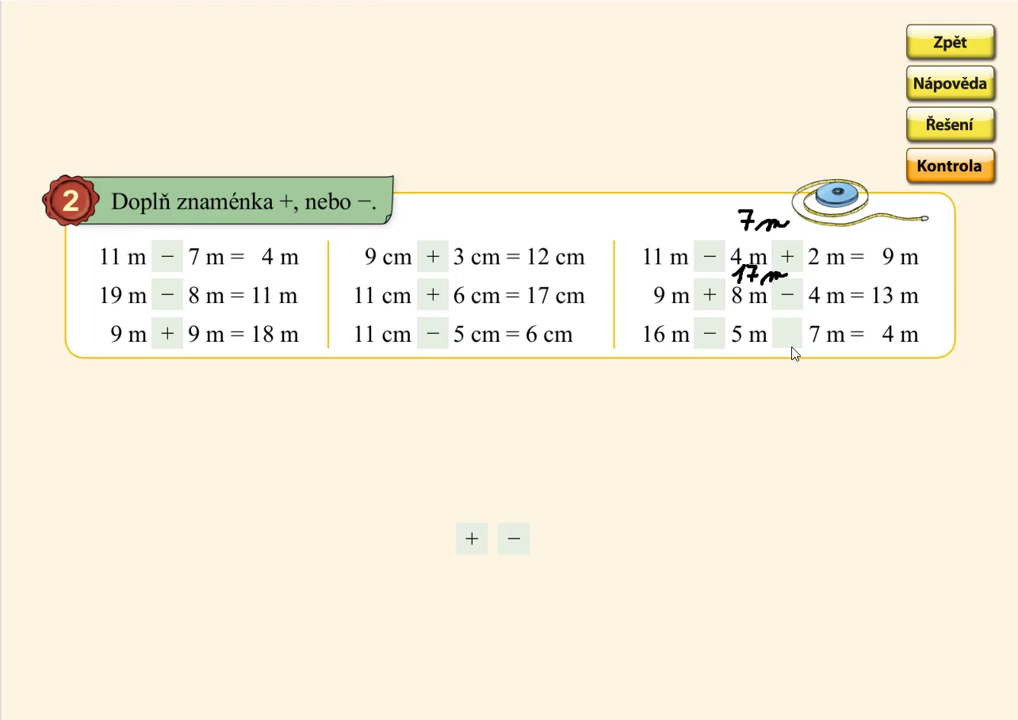 Zpět
Nápověda
Řešení
Kontrola
2 Doplň znaménka +, nebo −.
11 m − 7 m = 4 m
19 m − 8 m = 11 m
9 m + 9 m = 18 m
9 cm + 3 cm = 12 cm
11 cm + 6 cm = 17 cm
11 cm − 5 cm = 6 cm
7 m
11 m − 4 m + 2 m = 9 m
17 m
9 m + 8 m − 4 m = 13 m
16 m − 5 m 7 m = 4 m
+ −